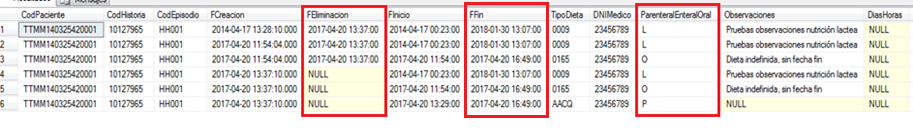 Mensajes
CodPaciente CodHistoria CodEpisodio FCreacion FEliminacion FInicio FFin TipoDieta DNIMedico ParenteralEnteralOral Observaciones DiasHoras
1 TTMM140325420001 10127965 HH001 2014-04-17 13:28:10.000 2017-04-20 13:37:00 2014-04-17 00:23:00 2018-01-30 13:07:00 0009 23456789 L Pruebas observaciones nutrición lactea NULL
2 TTMM140325420001 10127965 HH001 2017-04-20 11:54:04.000 2017-04-20 13:37:00 2014-04-17 00:23:00 2018-01-30 13:07:00 0009 23456789 L Pruebas observaciones nutrición lactea NULL
3 TTMM140325420001 10127965 HH001 2017-04-20 11:54:04.000 2017-04-20 13:37:00 2017-04-20 11:54:00 2017-04-20 16:49:00 0165 23456789 O Dieta indefinida, sin fecha fin NULL
4 TTMM140325420001 10127965 HH001 2017-04-20 13:37:10.000 NULL 2014-04-17 00:23:00 2018-01-30 13:07:00 0009 23456789 L Pruebas observaciones nutrición lactea NULL
5 TTMM140325420001 10127965 HH001 2017-04-20 13:37:10.000 NULL 2017-04-20 11:54:00 2017-04-20 16:49:00 0165 23456789 O Dieta indefinida, sin fecha fin NULL
6 TTMM140325420001 10127965 HH001 2017-04-20 13:37:10.000 NULL 2017-04-20 13:29:00 2017-04-20 16:49:00 AACQ 23456789 P NULL NULL